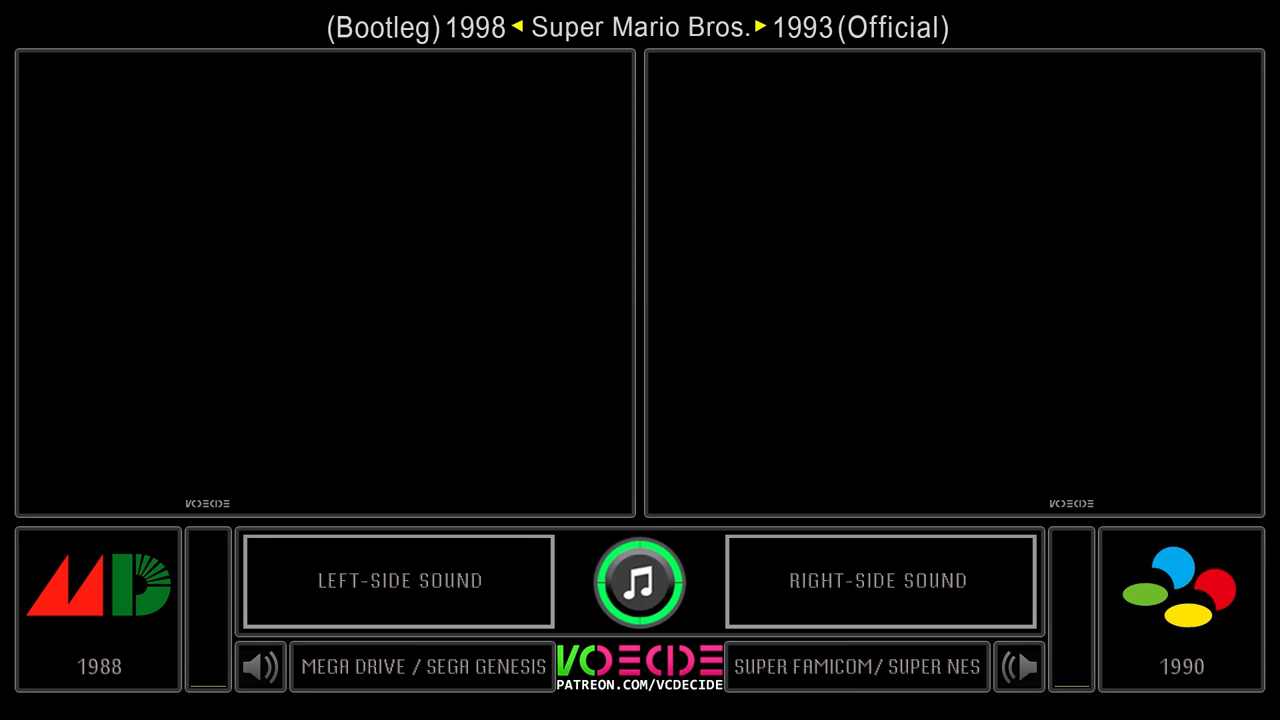 (Bootleg) 1998 ◄ Super Mario Bros. ► 1993 (Official)
VCDECIDE
VCDECIDE
MD
LEFT-SIDE SOUND
RIGHT-SIDE SOUND
1988
MEGA DRIVE / SEGA GENESIS
VCDECIDE
PATREON.COM/VCDECIDE
SUPER FAMICOM/ SUPER NES
1990